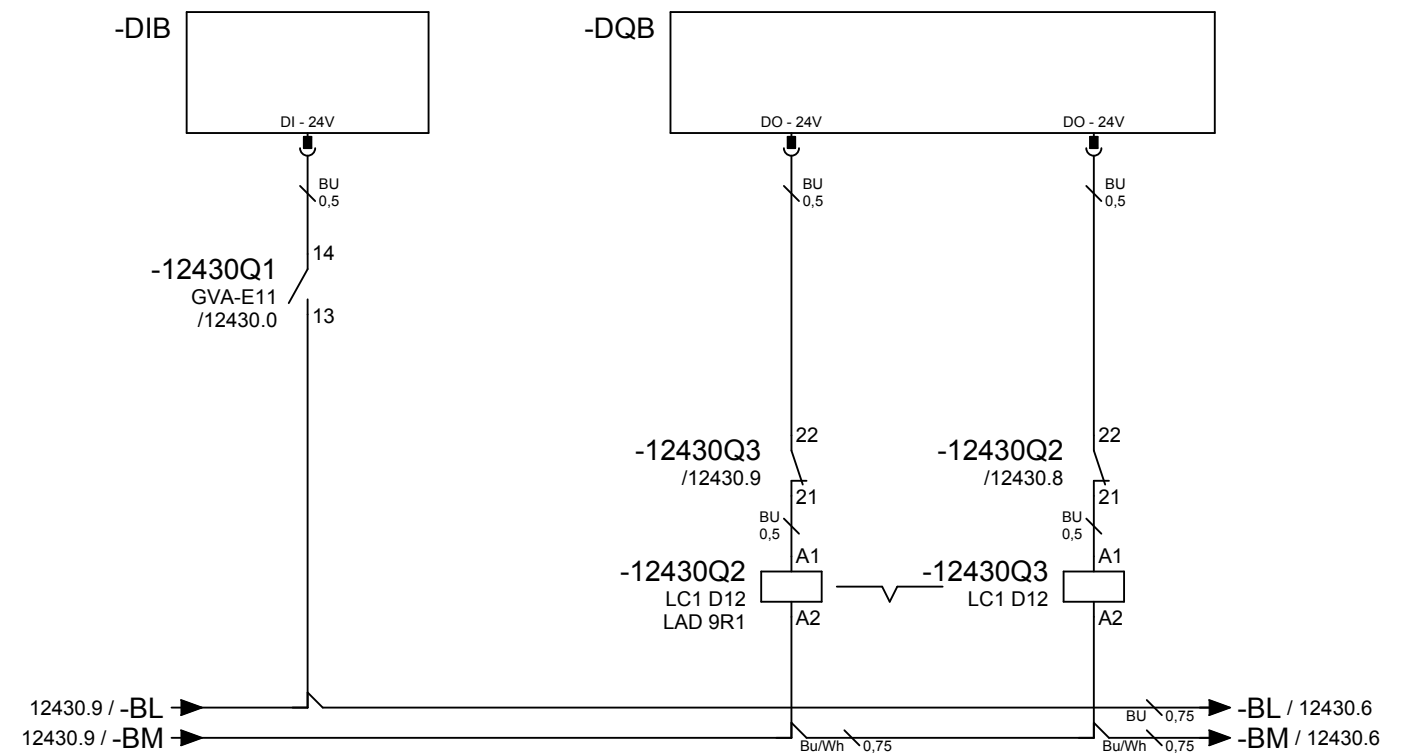 -DIB
-DQB
DI - 24V
DO - 24V
DO - 24V
BU
0,5
BU
0,5
BU
0,5
14
-12430Q1
GVA-E11
/12430.0
13
22
-12430Q3
/12430.9
21
22
-12430Q2
/12430.8
21
BU
0,5
BU
0,5
A1
-12430Q2
LC1 D12
LAD 9R1
A2
A1
-12430Q3
LC1 D12
A2
12430.9 / -BL
BU 0,75
-BL / 12430.6
12430.9 / -BM
Bu/Wh 0,75
Bu/Wh 0,75
-BM / 12430.6